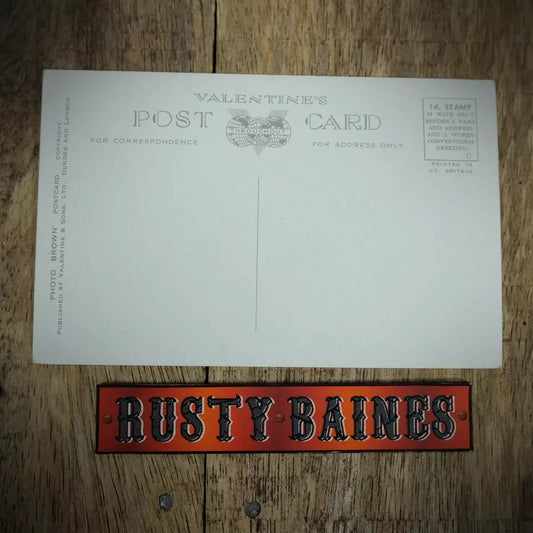 VALENTINE'S
POST CARD
THROUGHOUT
FOR CORRESPONDENCE
FOR ADDRESS ONLY
1d. STAMP
IF WITH ONLY
SENDER'S NAME
AND ADDRESS
AND 5 WORDS
CONVENTIONAL
GREETING.
C
PRINTED IN
GT. BRITAIN
"PHOTO BROWN" POSTCARD, COPYRIGHT.
PUBLISHED BY VALENTINE & SONS, LTD., DUNDEE AND LONDON
RUSTY BAINES